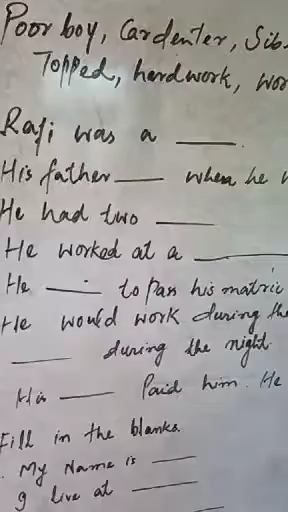 Poor boy, Cardenter, Sib
Topped, hardwork, wor
Raji was a ____.
His father ____ when he
He had two ____
He worked at a ____
He ____ to pass his matric
He would work during the
____ during the night.
His ____ Paid him. He
Fill in the blanks.
. My Name is ____
I live at ____